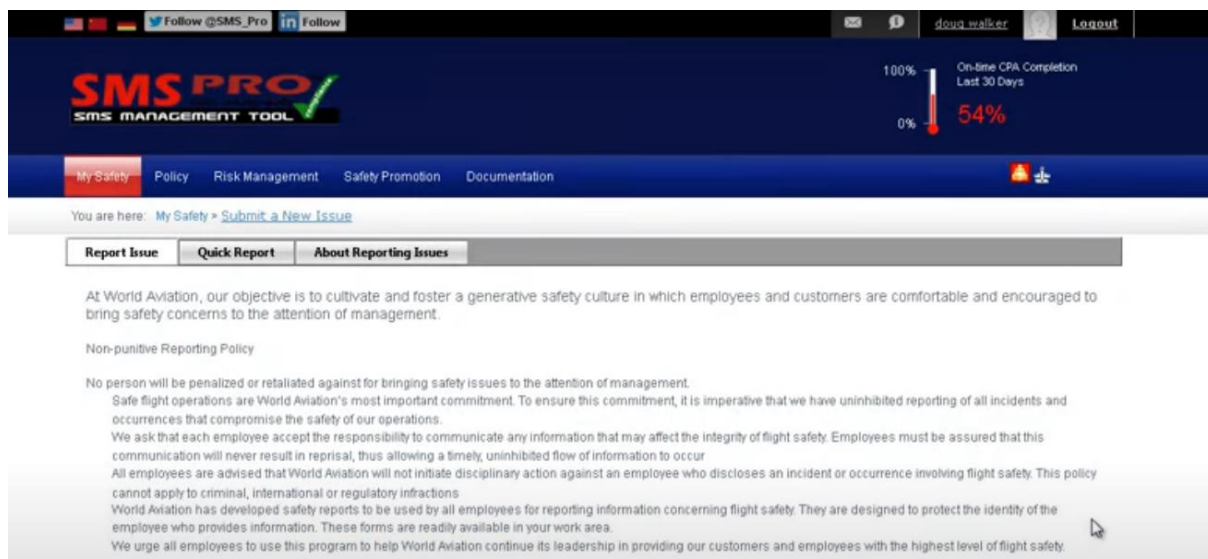 Follow @SMS_Pro
in Follow
doug walker
Logout
SMS PRO
SMS MANAGEMENT TOOL
100%
On-time CPA Completion
Last 30 Days
54%
0%
My Safety Policy Risk Management Safety Promotion Documentation
You are here: My Safety > Submit a New Issue
Report Issue Quick Report About Reporting Issues
At World Aviation, our objective is to cultivate and foster a generative safety culture in which employees and customers are comfortable and encouraged to
bring safety concerns to the attention of management.
Non-punitive Reporting Policy
No person will be penalized or retaliated against for bringing safety issues to the attention of management.
Safe flight operations are World Aviation's most important commitment. To ensure this commitment, it is imperative that we have uninhibited reporting of all incidents and
occurrences that compromise the safety of our operations.
We ask that each employee accept the responsibility to communicate any information that may affect the integrity of flight safety. Employees must be assured that this
communication will never result in reprisal, thus allowing a timely, uninhibited flow of information to occur
All employees are advised that World Aviation will not initiate disciplinary action against an employee who discloses an incident or occurrence involving flight safety. This policy
cannot apply to criminal, international or regulatory infractions
World Aviation has developed safety reports to be used by all employees for reporting information concerning flight safety. They are designed to protect the identity of the
employee who provides information. These forms are readily available in your work area.
We urge all employees to use this program to help World Aviation continue its leadership in providing our customers and employees with the highest level of flight safety.